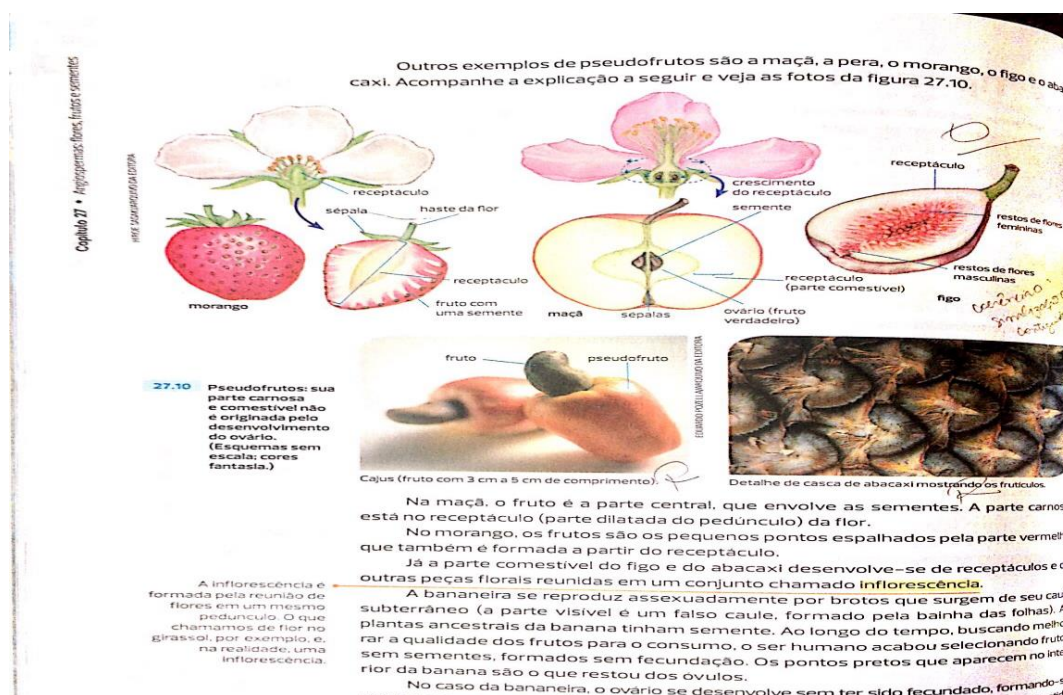 Outros exemplos de pseudofrutos são a maçã, a pera, o morango, o figo e o aba
caxi. Acompanhe a explicação a seguir e veja as fotos da figura 27.10.
Capítulo 27 • Angiospermas: flores, frutos e sementes
receptáculo
sépala
haste da flor
receptáculo
fruto com
uma semente
morango
crescimento
do receptáculo
semente
receptáculo
(parte comestível)
ovário (fruto
verdadeiro)
maçã
sépalas
receptáculo
restos de flores
femininas
restos de flores
masculinas
figo
27.10 Pseudofrutos: sua
parte carnosa
e comestível não
é originada pelo
desenvolvimento
do ovário.
(Esquemas sem
escala; cores
fantasia.)
fruto
pseudofruto
Cajus (fruto com 3 cm a 5 cm de comprimento).
Detalhe de casca de abacaxi mostrando os frutículos.
Na maçã, o fruto é a parte central, que envolve as sementes. A parte carnos
está no receptáculo (parte dilatada do pedúnculo) da flor.
No morango, os frutos são os pequenos pontos espalhados pela parte vermelh
que também é formada a partir do receptáculo.
Já a parte comestível do figo e do abacaxi desenvolve-se de receptáculos e d
outras peças florais reunidas em um conjunto chamado inflorescência.
A inflorescência é
formada pela reunião de
flores em um mesmo
pedúnculo. O que
chamamos de flor no
girassol, por exemplo, é,
na realidade, uma
inflorescência.
A bananeira se reproduz assexuadamente por brotos que surgem de seu cau
subterrâneo (a parte visível é um falso caule, formado pela bainha das folhas). A
plantas ancestrais da banana tinham semente. Ao longo do tempo, buscando melho
rar a qualidade dos frutos para o consumo, o ser humano acabou selecionando fruto
sem sementes, formados sem fecundação. Os pontos pretos que aparecem no inte
rior da banana são o que restou dos óvulos.
No caso da bananeira, o ovário se desenvolve sem ter sido fecundado, formando-s